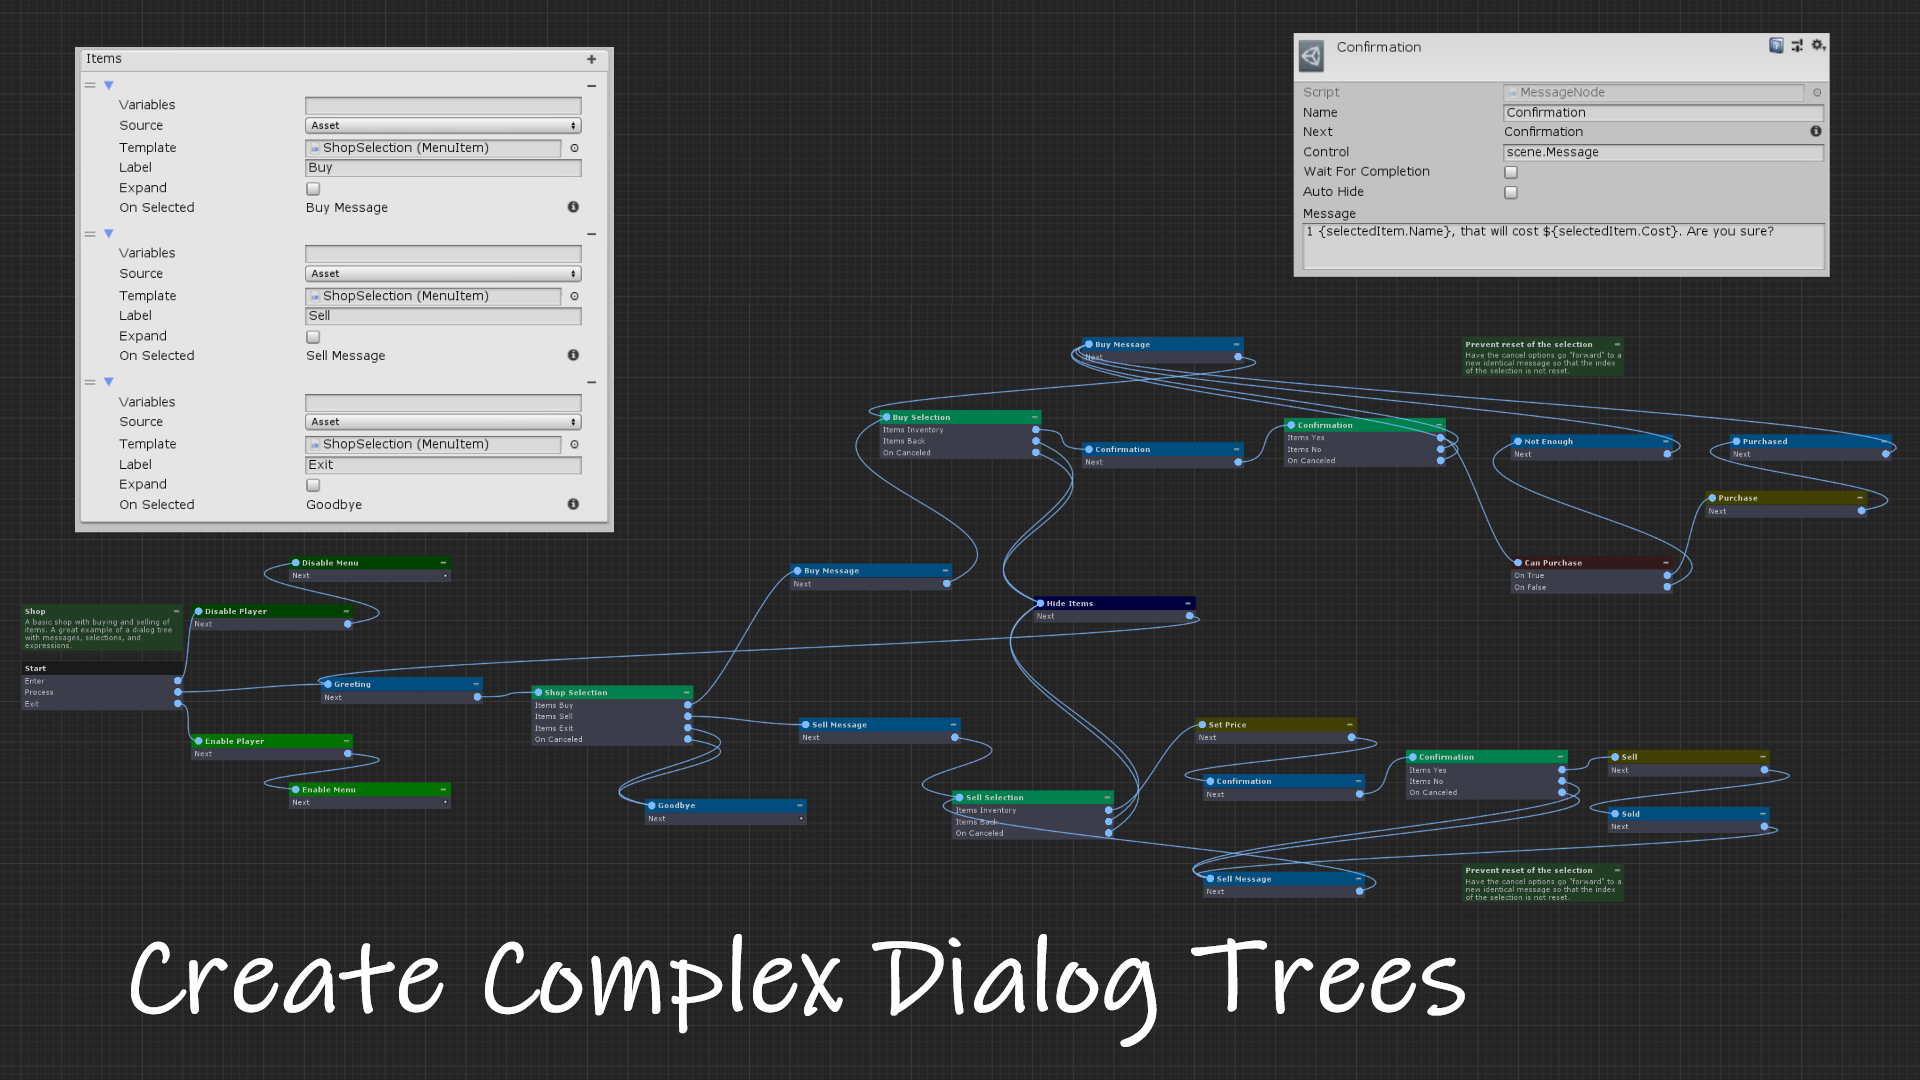 Items +
Variables
Source Asset
Template ShopSelection (MenuItem)
Label Buy
Expand
On Selected Buy Message
Variables
Source Asset
Template ShopSelection (MenuItem)
Label Sell
Expand
On Selected Sell Message
Variables
Source Asset
Template ShopSelection (MenuItem)
Label Exit
Expand
On Selected Goodbye
Confirmation
Script MessageNode
Name Confirmation
Next Confirmation
Control scene.Message
Wait For Completion
Auto Hide
Message
1 {selectedItem.Name}, that will cost ${selectedItem.Cost}. Are you sure?
Buy Message
Next
Prevent reset of the selection
Have the cancel options go "forward" to a
new identical message so that the index
of the selection is not reset.
Buy Selection
Items Inventory
Items Back
On Canceled
Confirmation
Next
Confirmation
Items Yes
Items No
On Canceled
Not Enough
Next
Purchased
Next
Purchase
Next
Can Purchase
On True
On False
Disable Menu
Next
Buy Message
Next
Shop
A basic shop with buying and selling of
items. A great example of a dialog tree
with messages, selections, and
expressions.
Disable Player
Next
Hide Items
Next
Start
Enter
Process
Exit
Greeting
Next
Shop Selection
Items Buy
Items Sell
Items Exit
On Canceled
Enable Player
Next
Enable Menu
Next
Goodbye
Next
Sell Message
Next
Sell Selection
Items Inventory
Items Back
On Canceled
Set Price
Next
Confirmation
Next
Confirmation
Items Yes
Items No
On Canceled
Sell
Next
Sold
Next
Sell Message
Next
Prevent reset of the selection
Have the cancel options go "forward" to a
new identical message so that the index
of the selection is not reset.
Create Complex Dialog Trees